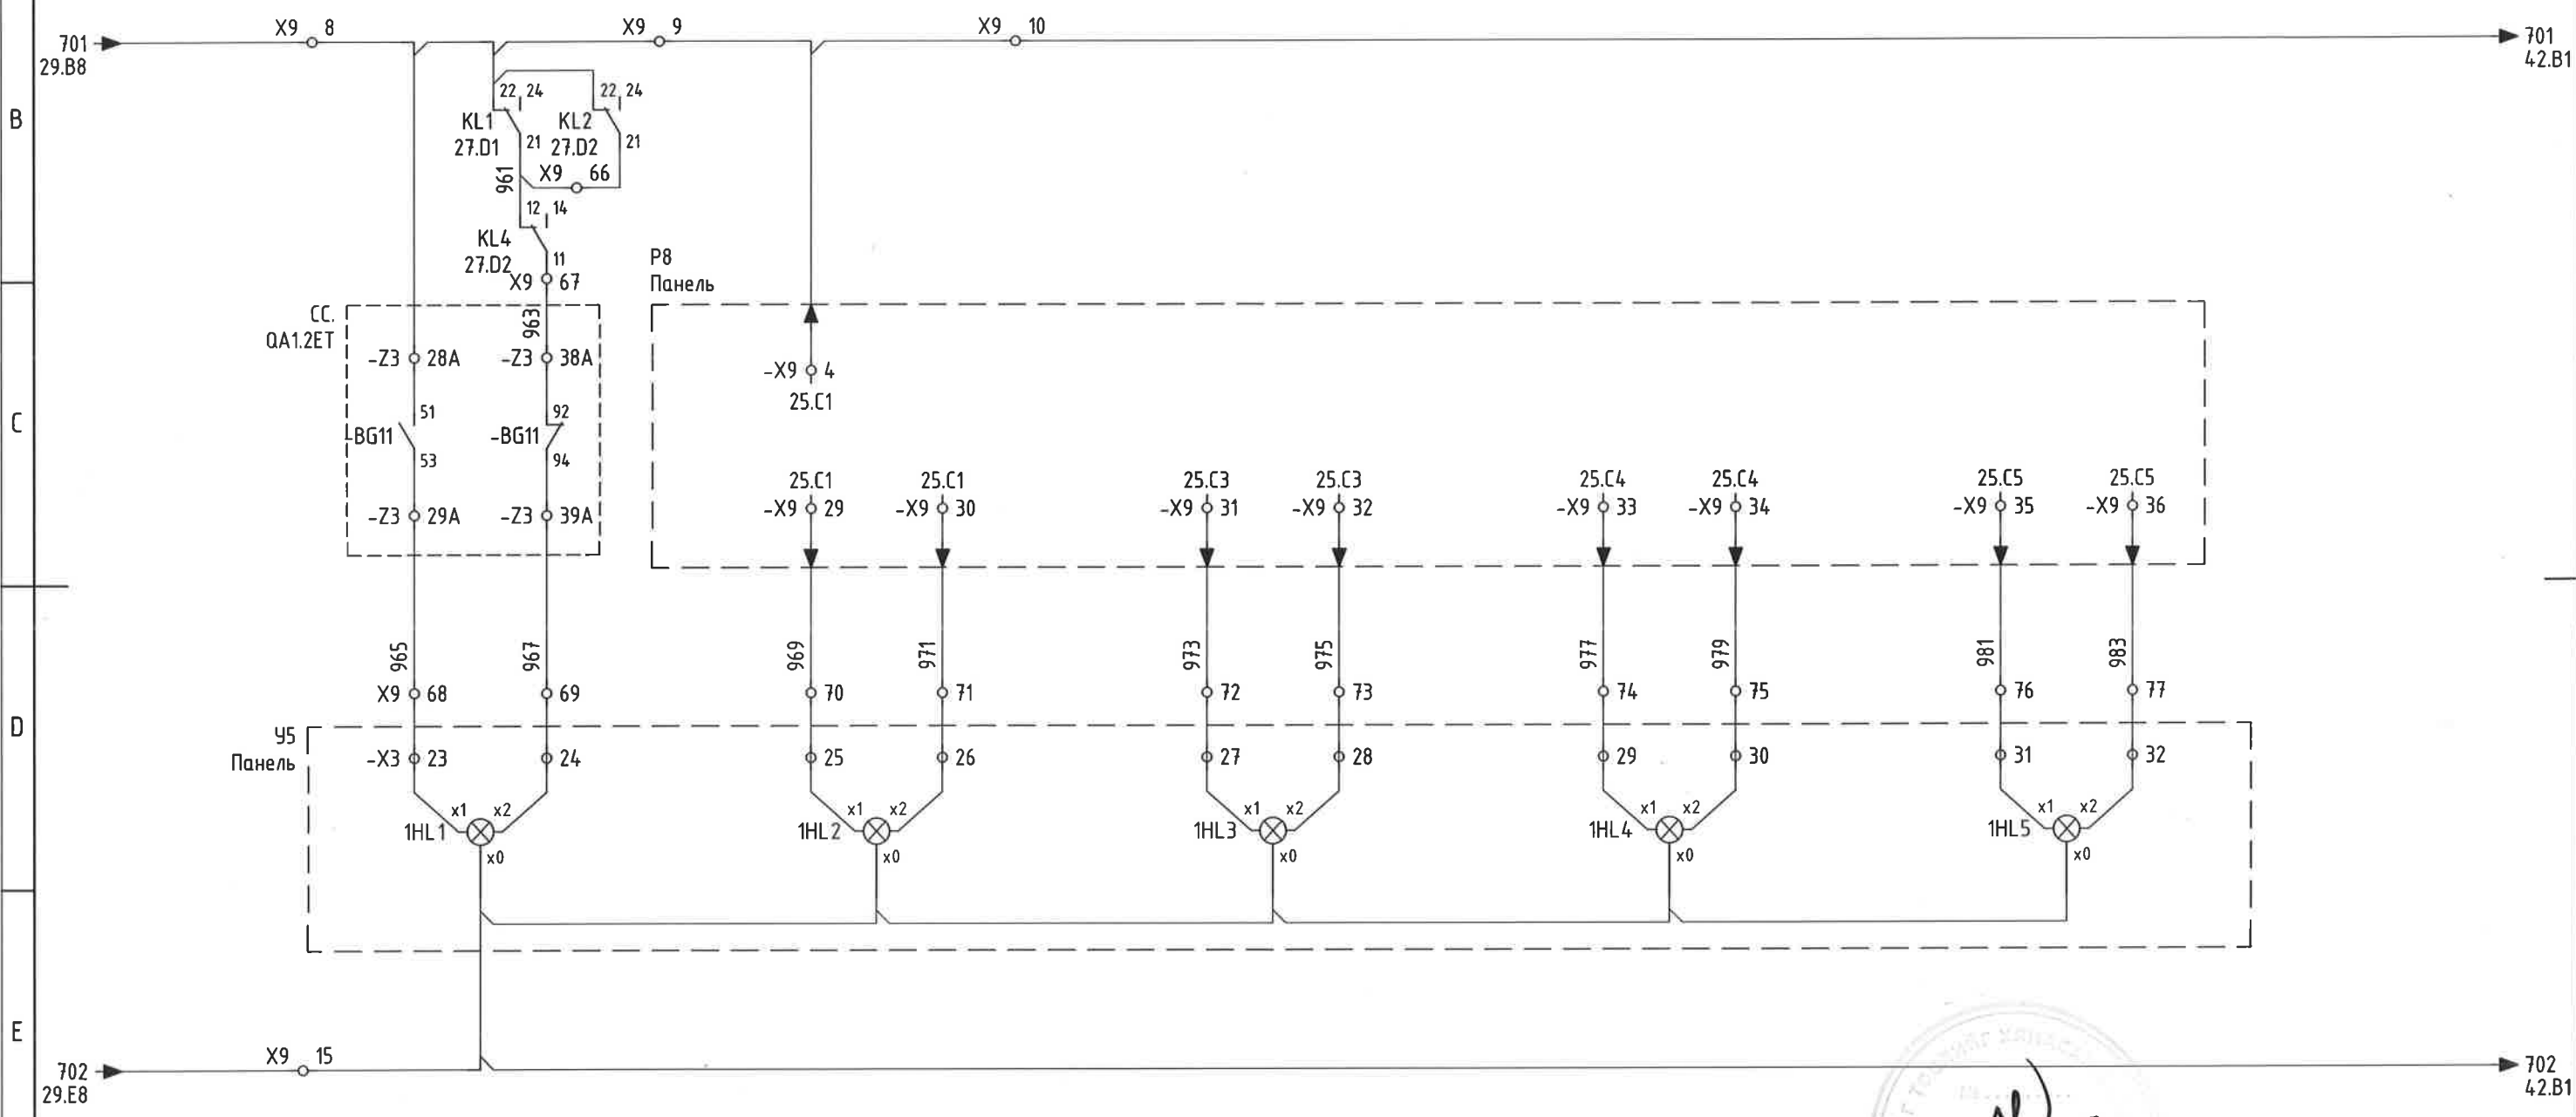 X9 8
X9 9
X9 10
701
29.B8
701
42.B1
B
22 24
22 24
KL1
27.D1
21
KL2
27.D2
21
961
X9 66
12 14
KL4
27.D2
11
X9 67
P8
Панель
CC.
QA1.2ET
963
-Z3 28A
-Z3 38A
-X9 4
25.C1
C
51
-BG11
53
92
-BG11
94
-Z3 29A
-Z3 39A
25.C1
-X9 29
25.C1
-X9 30
25.C3
-X9 31
25.C3
-X9 32
25.C4
-X9 33
25.C4
-X9 34
25.C5
-X9 35
25.C5
-X9 36
965
967
969
971
973
975
977
979
981
983
X9 68
69
70
71
72
73
74
75
76
77
D
У5
Панель
-X3 23
24
25
26
27
28
29
30
31
32
x1 x2
1HL1
x0
x1 x2
1HL2
x0
x1 x2
1HL3
x0
x1 x2
1HL4
x0
x1 x2
1HL5
x0
E
X9 15
702
29.E8
702
42.B1